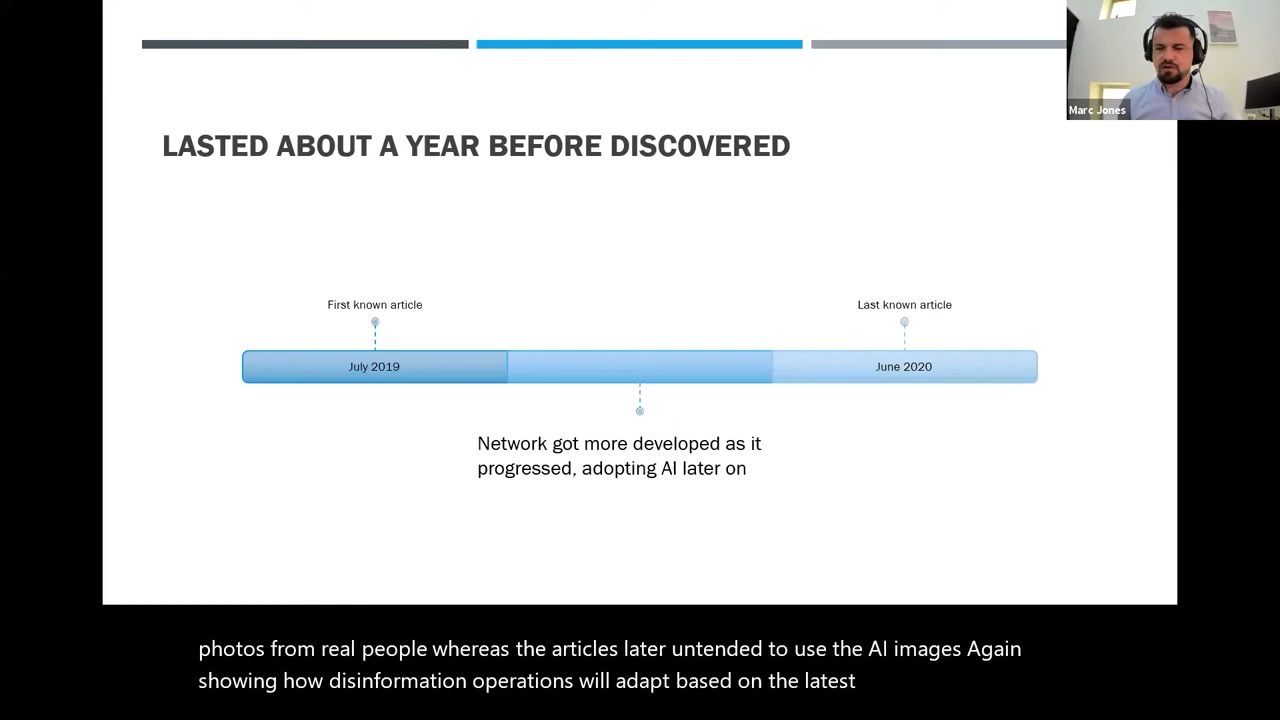 Marc Jones
LASTED ABOUT A YEAR BEFORE DISCOVERED
First known article
Last known article
July 2019
June 2020
Network got more developed as it
progressed, adopting AI later on
photos from real people whereas the articles later untended to use the AI images Again
showing how disinformation operations will adapt based on the latest